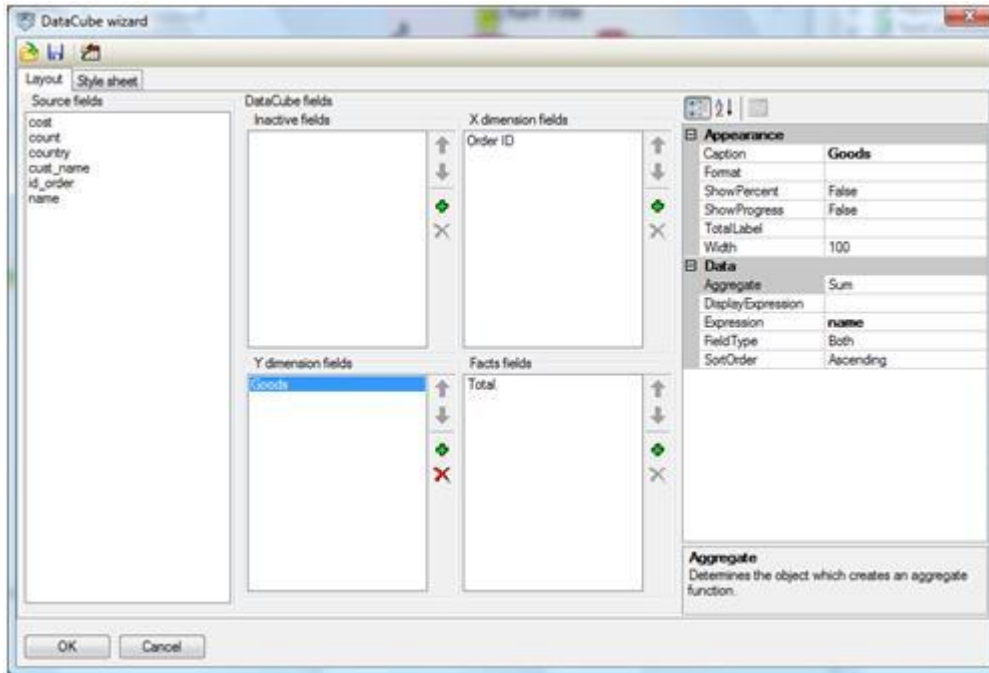 DataCube wizard
Layout Style sheet
Source fields
cost
count
country
cust_name
id_order
name
DataCube fields
Inactive fields
X dimension fields
Order ID
Y dimension fields
Goods
Facts fields
Total
Appearance
Caption Goods
Format
ShowPercent False
ShowProgress False
TotalLabel
Width 100
Data
Aggregate Sum
DisplayExpression
Expression name
FieldType Both
SortOrder Ascending
Aggregate
Determines the object which creates an aggregate
function.
OK Cancel